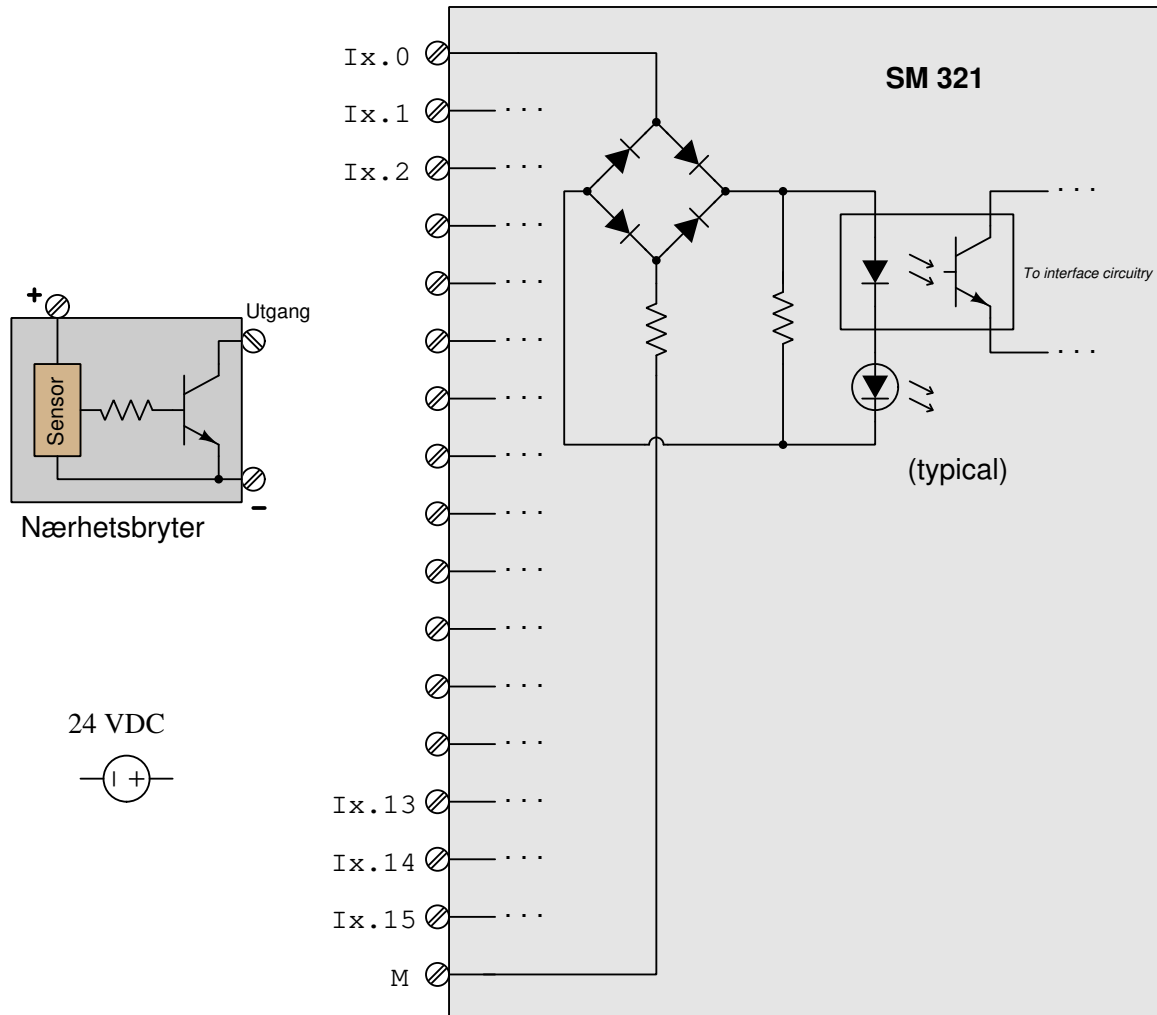 SM 321
Ix.0
Ix.1
Ix.2
To interface circuitry
+
Utgang
Sensor
(typical)
−
Nærhetsbryter
24 VDC
− +
Ix.13
Ix.14
Ix.15
M